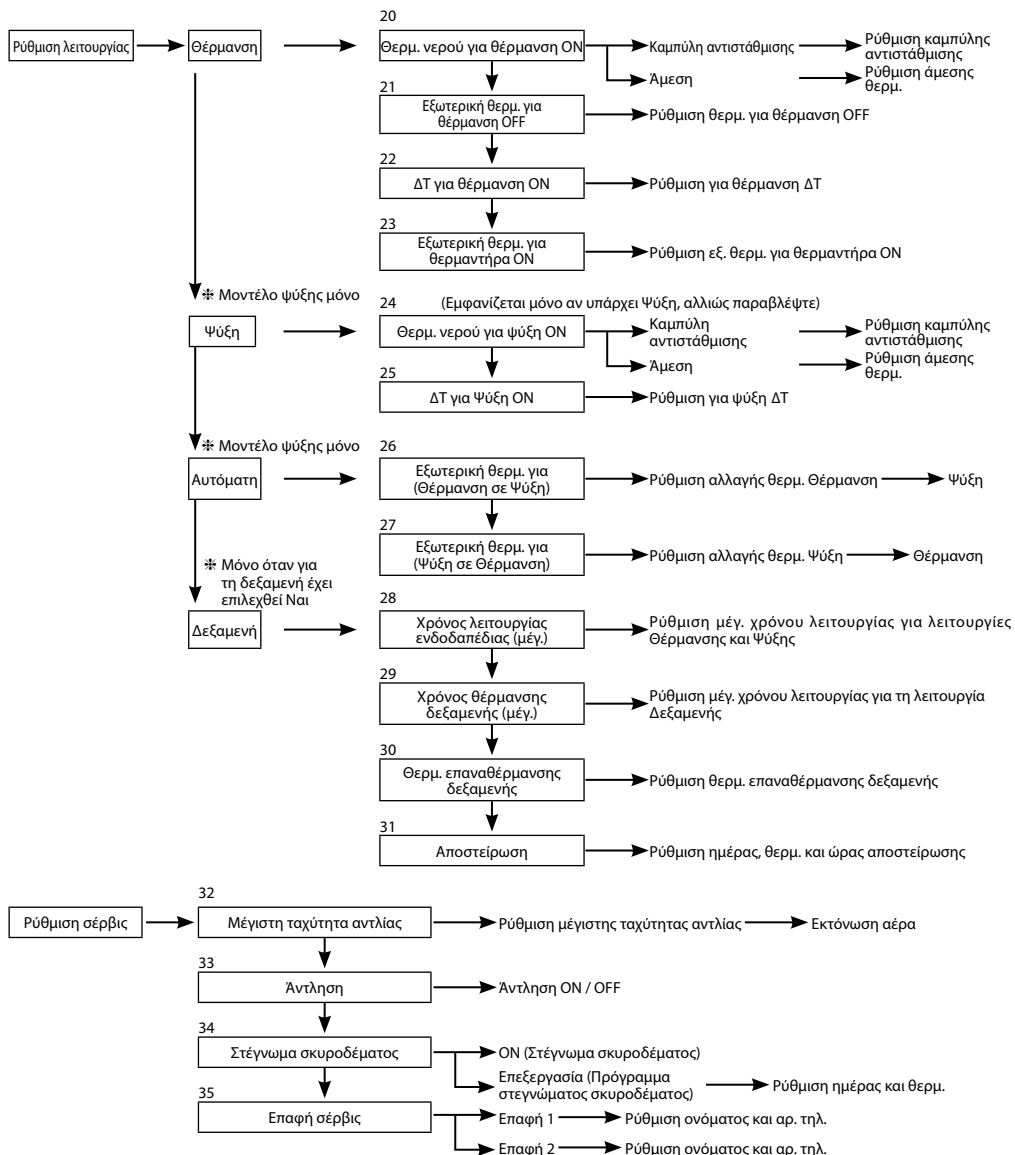 20
Ρύθμιση λειτουργίας
Θέρμανση
Θερμ. νερού για θέρμανση ON
Καμπύλη αντιστάθμισης
Ρύθμιση καμπύλης
αντιστάθμισης
Άμεση
Ρύθμιση άμεσης
θερμ.
21
Εξωτερική θερμ. για
θέρμανση OFF
Ρύθμιση θερμ. για θέρμανση OFF
22
ΔΤ για θέρμανση ON
Ρύθμιση για θέρμανση ΔΤ
23
Εξωτερική θερμ. για
θερμαντήρα ON
Ρύθμιση εξ. θερμ. για θερμαντήρα ON
❉ Μοντέλο ψύξης μόνο
24
(Εμφανίζεται μόνο αν υπάρχει Ψύξη, αλλιώς παραβλέψτε)
Ψύξη
Θερμ. νερού για ψύξη ON
Καμπύλη
αντιστάθμισης
Ρύθμιση καμπύλης
αντιστάθμισης
Άμεση
Ρύθμιση άμεσης
θερμ.
25
ΔΤ για Ψύξη ON
Ρύθμιση για ψύξη ΔΤ
❉ Μοντέλο ψύξης μόνο
26
Αυτόματη
Εξωτερική θερμ. για
(Θέρμανση σε Ψύξη)
Ρύθμιση αλλαγής θερμ. Θέρμανση
Ψύξη
27
Εξωτερική θερμ. για
(Ψύξη σε Θέρμανση)
Ρύθμιση αλλαγής θερμ. Ψύξη
Θέρμανση
❉ Μόνο όταν για
τη δεξαμενή έχει
επιλεχθεί Ναι
28
Δεξαμενή
Χρόνος λειτουργίας
ενδοδαπέδιας (μέγ.)
Ρύθμιση μέγ. χρόνου λειτουργίας για λειτουργίες
Θέρμανσης και Ψύξης
29
Χρόνος θέρμανσης
δεξαμενής (μέγ.)
Ρύθμιση μέγ. χρόνου λειτουργίας για τη λειτουργία
Δεξαμενής
30
Θερμ. επαναθέρμανσης
δεξαμενής
Ρύθμιση θερμ. επαναθέρμανσης δεξαμενής
31
Αποστείρωση
Ρύθμιση ημέρας, θερμ. και ώρας αποστείρωσης
32
Ρύθμιση σέρβις
Μέγιστη ταχύτητα αντλίας
Ρύθμιση μέγιστης ταχύτητας αντλίας
Εκτόνωση αέρα
33
Άντληση
Άντληση ON / OFF
34
Στέγνωμα σκυροδέματος
ON (Στέγνωμα σκυροδέματος)
Επεξεργασία (Πρόγραμμα
στεγνώματος σκυροδέματος)
Ρύθμιση ημέρας και θερμ.
35
Επαφή σέρβις
Επαφή 1
Ρύθμιση ονόματος και αρ. τηλ.
Επαφή 2
Ρύθμιση ονόματος και αρ. τηλ.